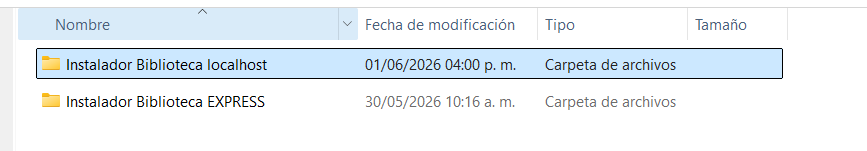 Nombre Fecha de modificación Tipo Tamaño
Instalador Biblioteca localhost 01/06/2026 04:00 p. m. Carpeta de archivos
Instalador Biblioteca EXPRESS 30/05/2026 10:16 a. m. Carpeta de archivos